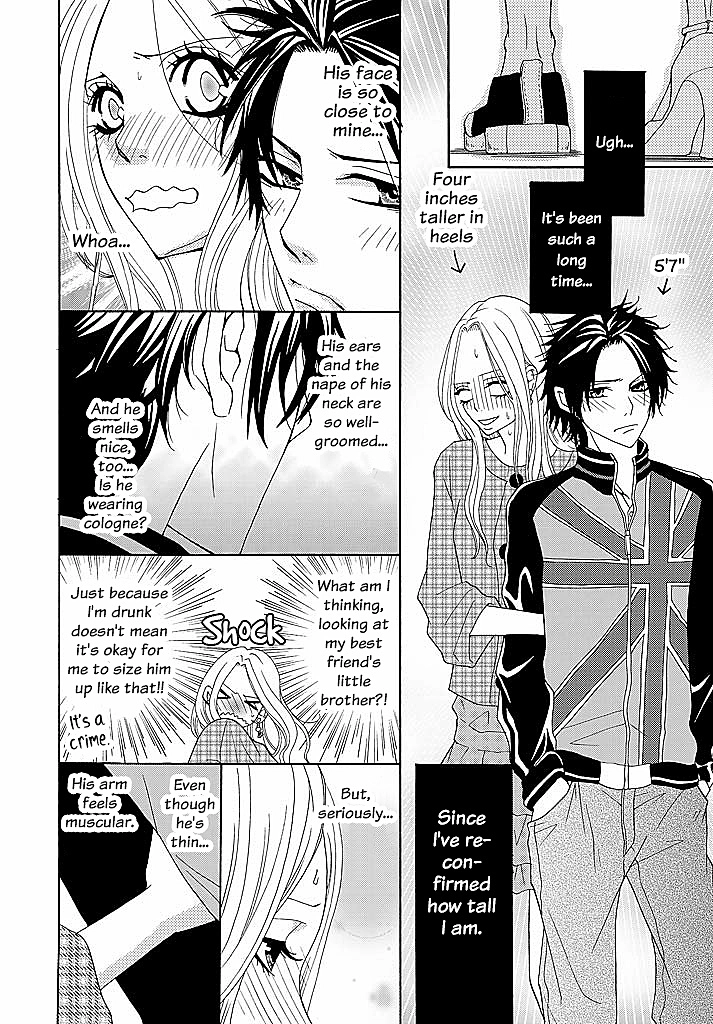 Ugh...
It's been
such a
long
time...
5'7"
Four
inches
taller in
heels
Since
I've re-
con-
firmed
how tall
I am.
His face
is so
close to
mine...
Whoa...
His ears
and the
nape of his
neck are
so well-
groomed...
And he
smells
nice,
too...
Is he
wearing
cologne?
What am I
thinking,
looking at
my best
friend's
little
brother?!
Shock
Just because
I'm drunk
doesn't mean
it's okay for
me to size him
up like that!!
It's a
crime.
But,
seriously...
Even
though
he's
thin...
His arm
feels
muscular.